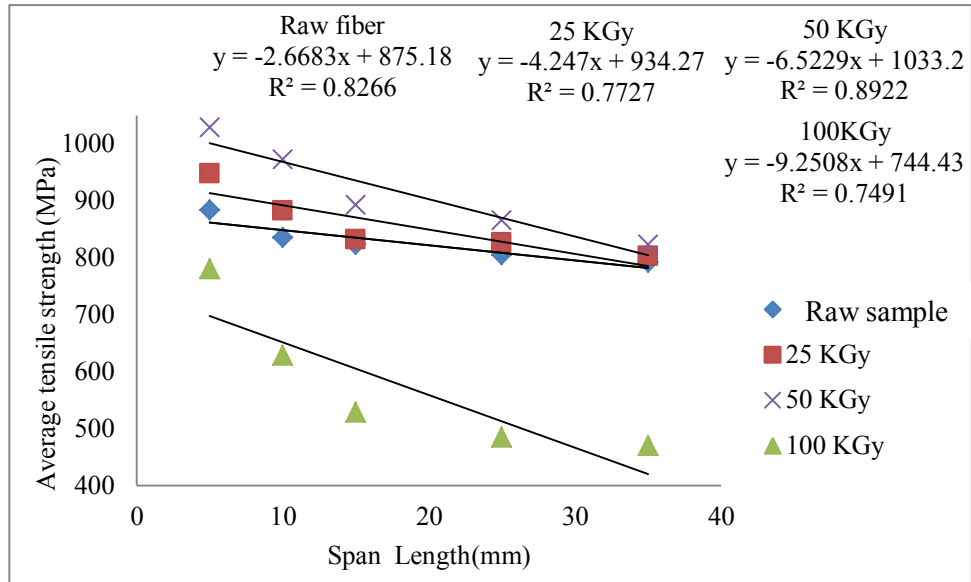 Raw fiber
y = -2.6683x + 875.18
R² = 0.8266
25 KGy
y = -4.247x + 934.27
R² = 0.7727
50 KGy
y = -6.5229x + 1033.2
R² = 0.8922
100KGy
y = -9.2508x + 744.43
R² = 0.7491
Average tensile strength (MPa)
1000
900
800
700
600
500
400
0
10
20
30
40
Span Length(mm)
Raw sample
25 KGy
50 KGy
100 KGy